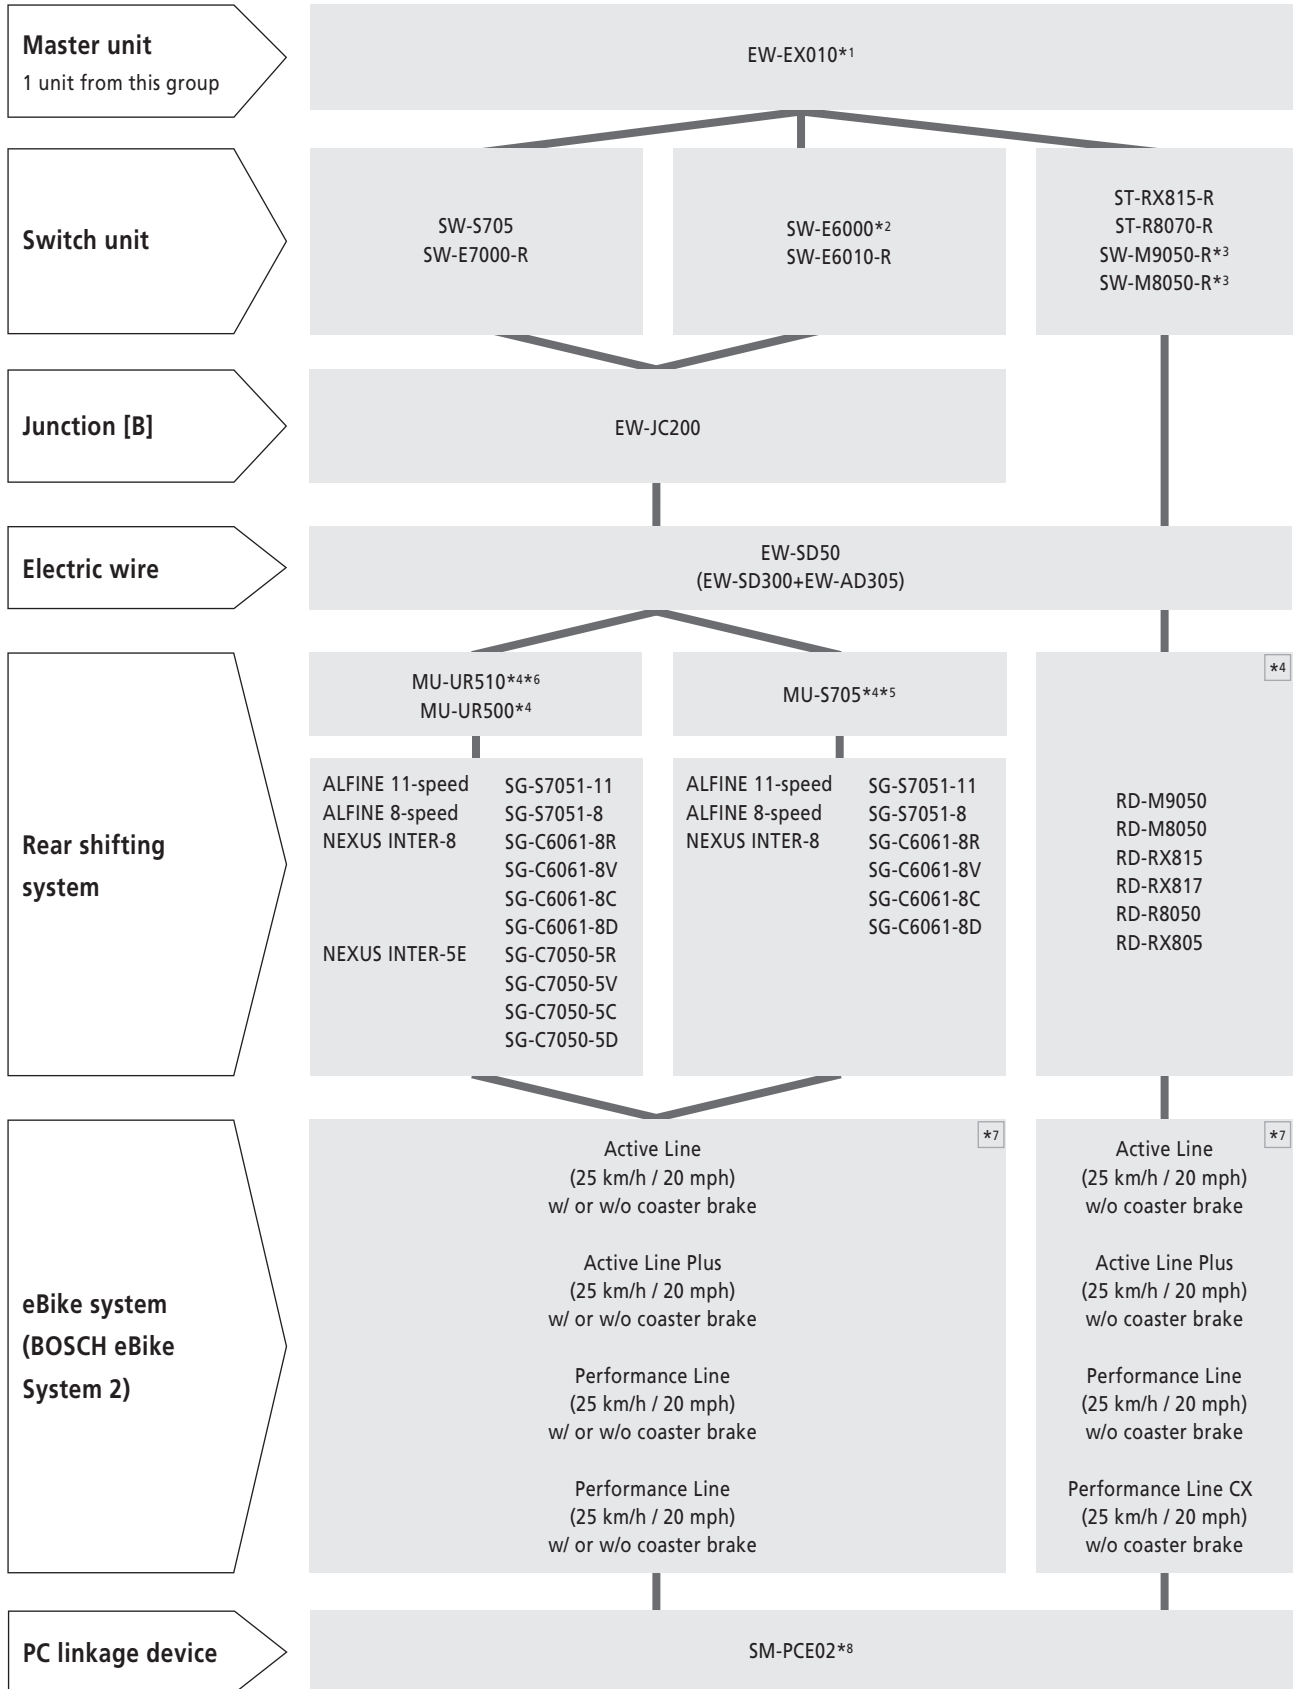 Master unit
1 unit from this group
EW-EX010*1
Switch unit
SW-S705
SW-E7000-R
SW-E6000*2
SW-E6010-R
ST-RX815-R
ST-R8070-R
SW-M9050-R*3
SW-M8050-R*3
Junction [B]
EW-JC200
Electric wire
EW-SD50
(EW-SD300+EW-AD305)
Rear shifting
system
MU-UR510*4*6
MU-UR500*4
ALFINE 11-speed SG-S7051-11
ALFINE 8-speed SG-S7051-8
NEXUS INTER-8 SG-C6061-8R
SG-C6061-8V
SG-C6061-8C
SG-C6061-8D
NEXUS INTER-5E SG-C7050-5R
SG-C7050-5V
SG-C7050-5C
SG-C7050-5D
MU-S705*4*5
ALFINE 11-speed SG-S7051-11
ALFINE 8-speed SG-S7051-8
NEXUS INTER-8 SG-C6061-8R
SG-C6061-8V
SG-C6061-8C
SG-C6061-8D
*4
RD-M9050
RD-M8050
RD-RX815
RD-RX817
RD-R8050
RD-RX805
eBike system
(BOSCH eBike
System 2)
*7
Active Line
(25 km/h / 20 mph)
w/ or w/o coaster brake
Active Line Plus
(25 km/h / 20 mph)
w/ or w/o coaster brake
Performance Line
(25 km/h / 20 mph)
w/ or w/o coaster brake
Performance Line
(25 km/h / 20 mph)
w/ or w/o coaster brake
*7
Active Line
(25 km/h / 20 mph)
w/o coaster brake
Active Line Plus
(25 km/h / 20 mph)
w/o coaster brake
Performance Line
(25 km/h / 20 mph)
w/o coaster brake
Performance Line CX
(25 km/h / 20 mph)
w/o coaster brake
PC linkage device
SM-PCE02*8